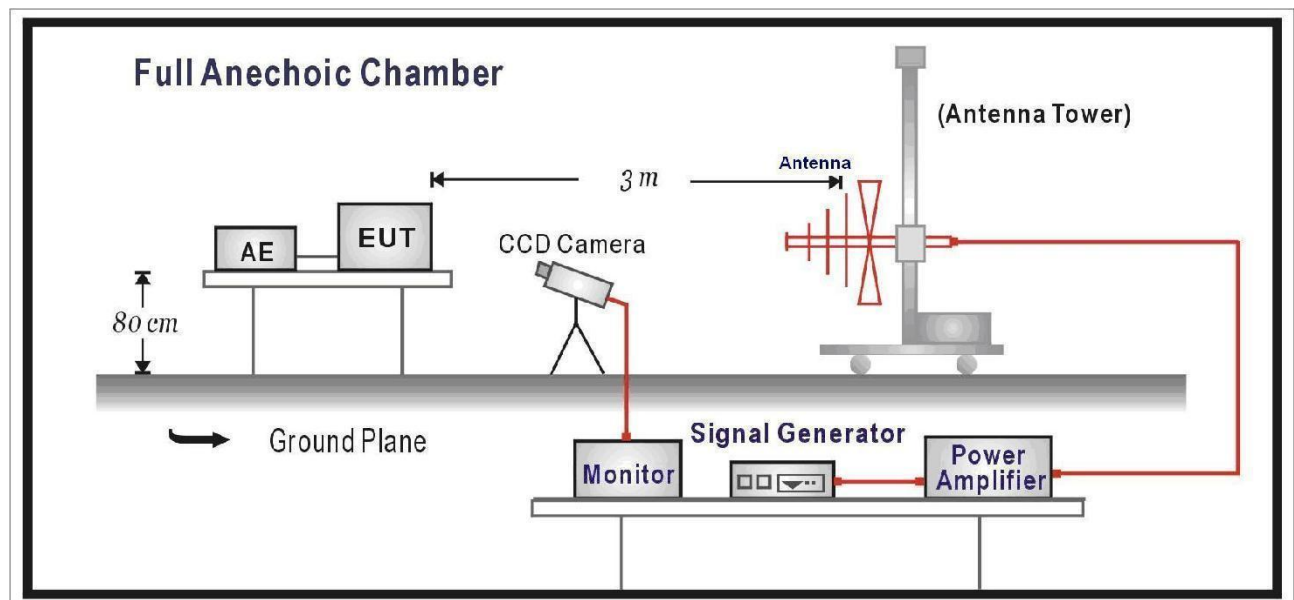 Full Anechoic Chamber
(Antenna Tower)
Antenna
3 m
AE
EUT
CCD Camera
80 cm
Ground Plane
Signal Generator
Monitor
Power
Amplifier